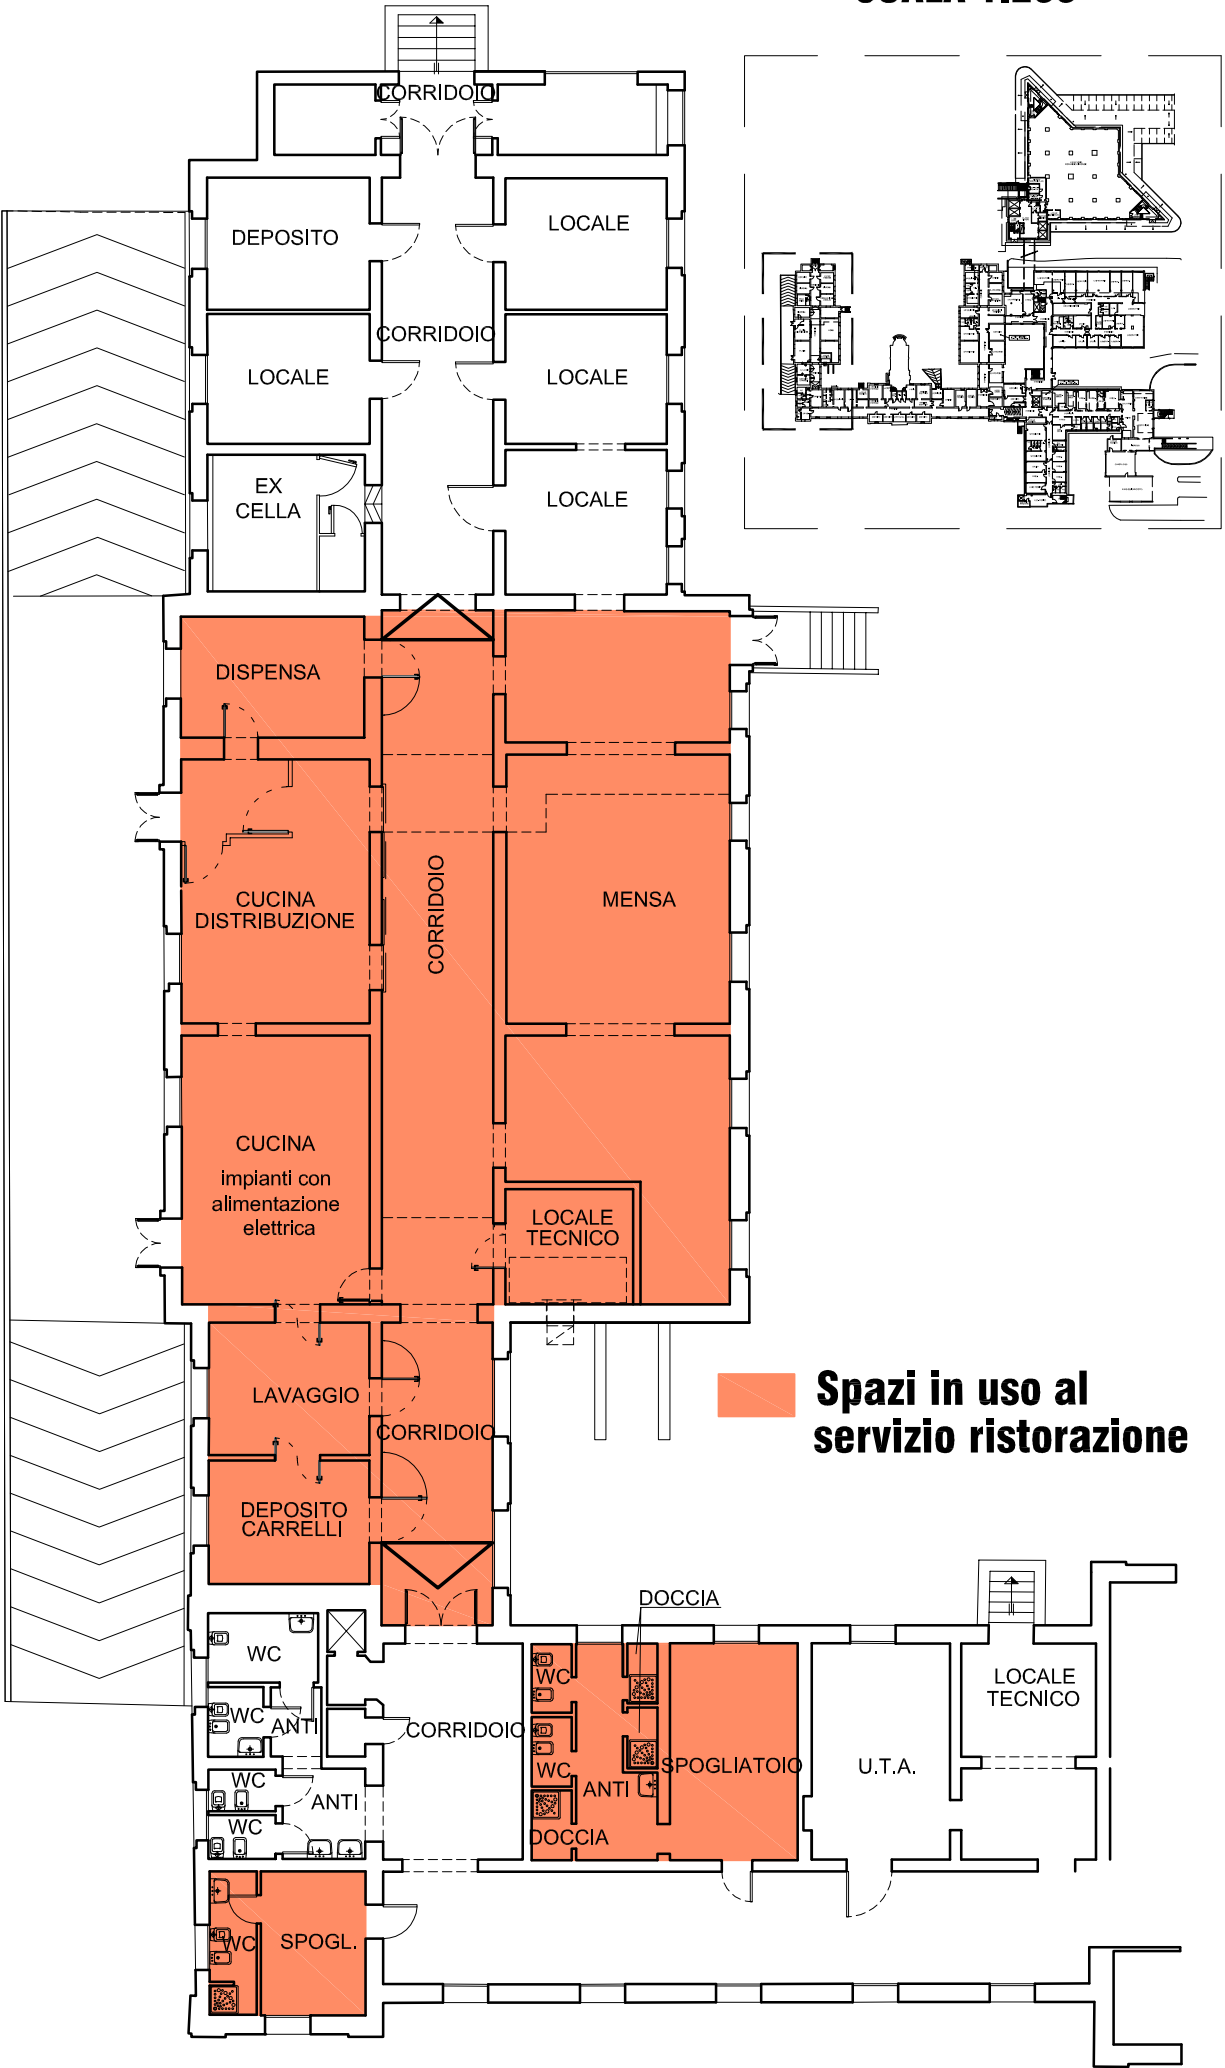 CORRIDOIO
DEPOSITO
LOCALE
CORRIDOIO
LOCALE
LOCALE
EX
CELLA
LOCALE
DISPENSA
CUCINA
DISTRIBUZIONE
CORRIDOIO
MENSA
CUCINA
impianti con
alimentazione
elettrica
LOCALE
TECNICO
LAVAGGIO
CORRIDOIO
Spazi in uso al
servizio ristorazione
DEPOSITO
CARRELLI
DOCCIA
WC
WC
ANTI
CORRIDOIO
WC
WC
ANTI
DOCCIA
SPOGLIATOIO
U.T.A.
LOCALE
TECNICO
WC
ANTI
WC
WC
SPOGL.